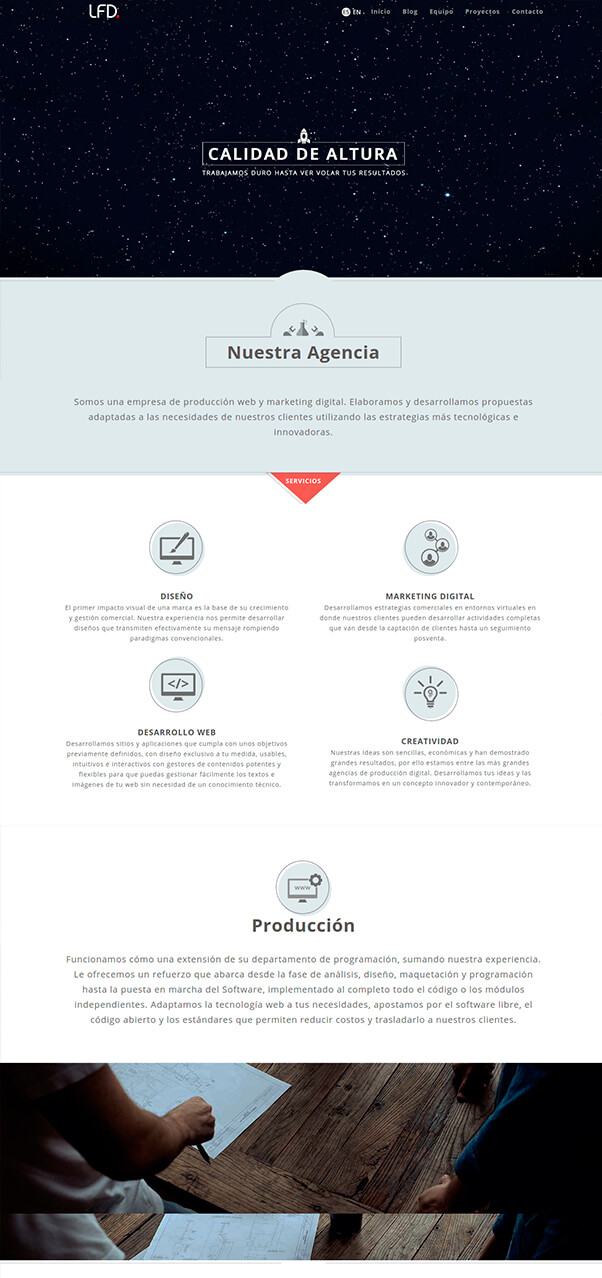 LFD.
ES EN
Inicio Blog Equipo Proyectos Contacto
CALIDAD DE ALTURA
TRABAJAMOS DURO HASTA VER VOLAR TUS RESULTADOS
Nuestra Agencia
Somos una empresa de producción web y marketing digital. Elaboramos y desarrollamos propuestas
adaptadas a las necesidades de nuestros clientes utilizando las estrategias más tecnológicas e
innovadoras.
SERVICIOS
DISEÑO
El primer impacto visual de una marca es la base de su crecimiento
y gestión comercial. Nuestra experiencia nos permite desarrollar
diseños que transmiten efectivamente su mensaje rompiendo
paradigmas convencionales.
MARKETING DIGITAL
Desarrollamos estrategias comerciales en entornos virtuales en
donde nuestros clientes pueden desarrollar actividades completas
que van desde la captación de clientes hasta un seguimiento
posventa.
</>
DESARROLLO WEB
Desarrollamos sitios y aplicaciones que cumpla con unos objetivos
previamente definidos, con diseño exclusivo a tu medida, usables,
intuitivos e interactivos con gestores de contenidos potentes y
flexibles para que puedas gestionar fácilmente los textos e
imágenes de tu web sin necesidad de un conocimiento técnico.
CREATIVIDAD
Nuestras ideas son sencillas, económicas y han demostrado
grandes resultados, por ello estamos entre las más grandes
agencias de producción digital. Desarrollamos tus ideas y las
transformamos en un concepto innovador y contemporáneo.
WWW
Producción
Funcionamos cómo una extensión de su departamento de programación, sumando nuestra experiencia.
Le ofrecemos un refuerzo que abarca desde la fase de análisis, diseño, maquetación y programación
hasta la puesta en marcha del Software, implementado al completo todo el código o los módulos
independientes. Adaptamos la tecnología web a tus necesidades, apostamos por el software libre, el
código abierto y los estándares que permiten reducir costos y trasladarlo a nuestros clientes.